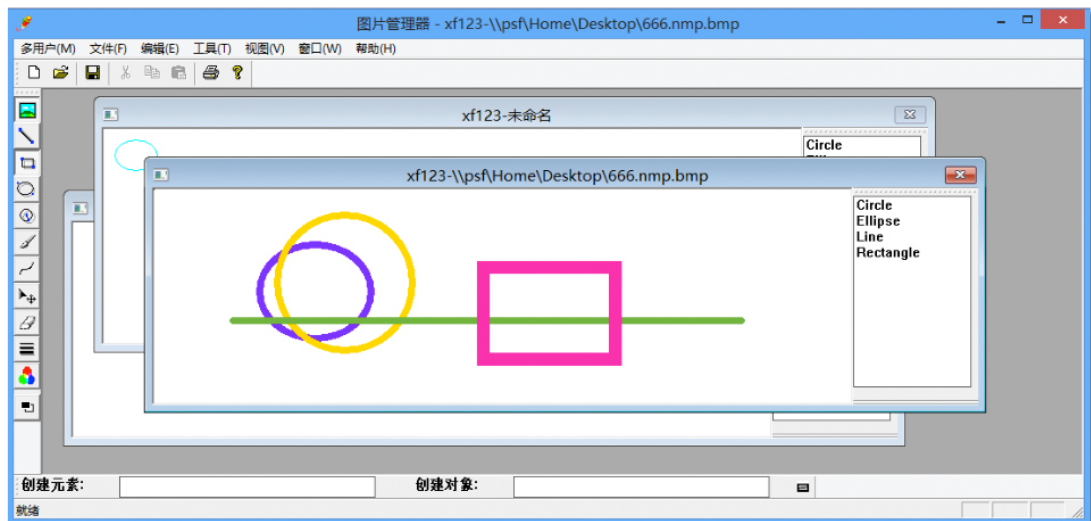 图片管理器 - xf123-\\psf\Home\Desktop\666.nmp.bmp
多用户(M) 文件(F) 编辑(E) 工具(T) 视图(V) 窗口(W) 帮助(H)
xf123-未命名
Circle
xf123-\\psf\Home\Desktop\666.nmp.bmp
Circle
Ellipse
Line
Rectangle
创建元素: 创建对象:
就绪